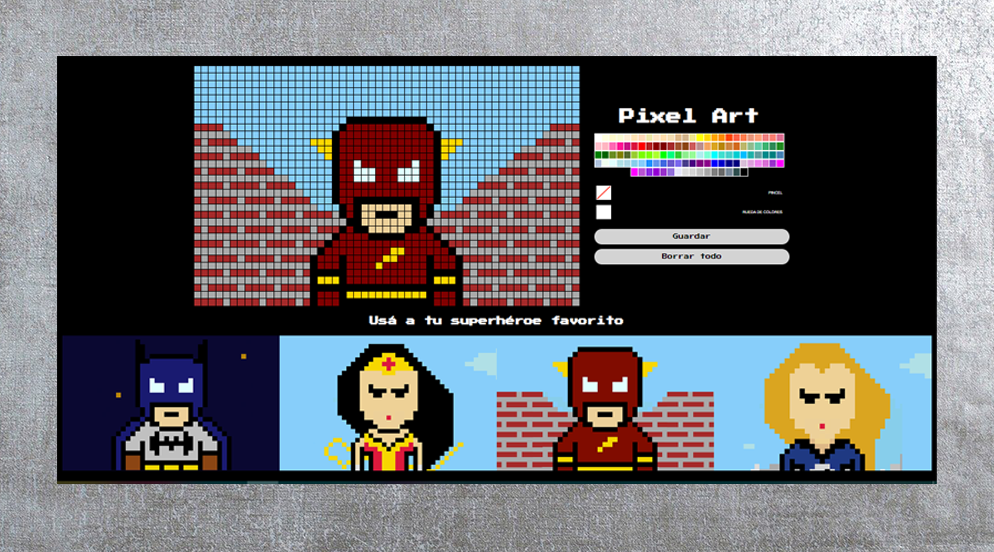 Pixel Art
PINCEL
RUEDA DE COLORES
Guardar
Borrar todo
Usá a tu superhéroe favorito